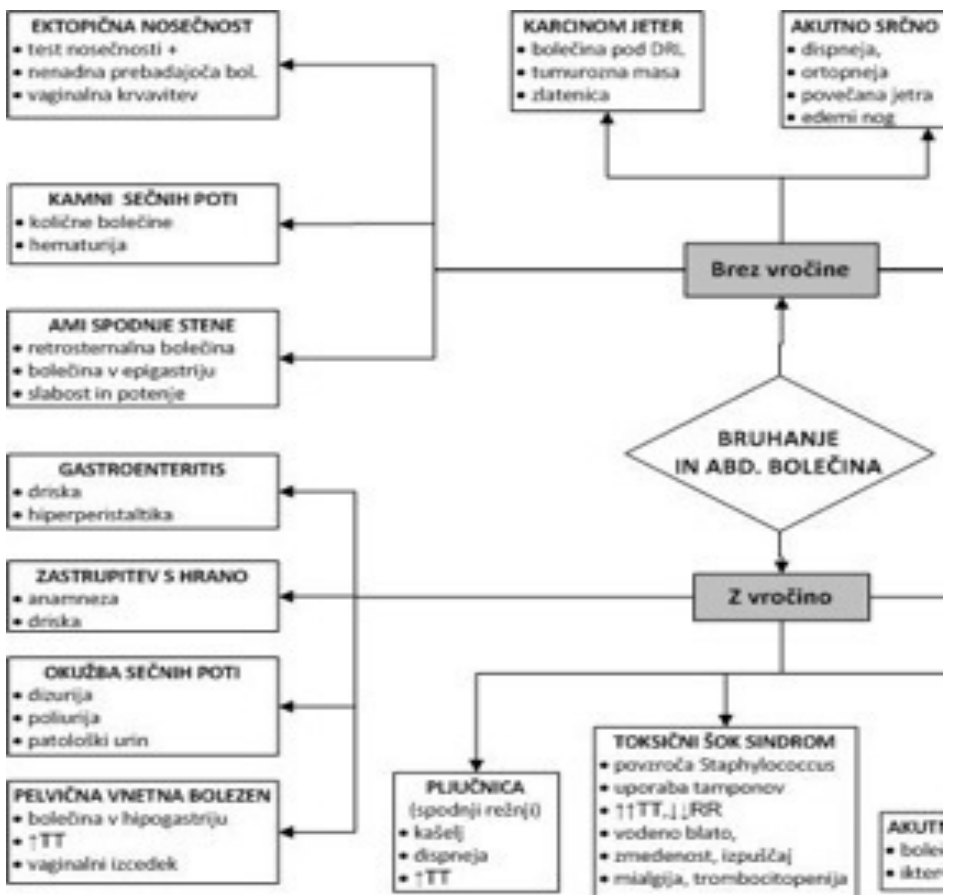 EKTOPIČNA NOSEČNOST
• test nosečnosti +
• nenadna prebadajoča bol.
• vaginalna krvavitev
KARCINOM JETER
• bolečina pod DRL
• tumurozna masa
• zlatenica
AKUTNO SRČNO
• dispneja,
• ortopneja
• povečana jetra
• edemi nog
KAMNI SEČNIH POTI
• količne bolečine
• hematurija
Brez vročine
AMI SPODNJE STENE
• retrosternalna bolečina
• bolečina v epigastriju
• slabost in potenje
BRUHANJE
IN ABD. BOLEČINA
GASTROENTERITIS
• driska
• hiperperistaltika
ZASTRUPITEV S HRANO
• anamneza
• driska
Z vročino
OKUŽBA SEČNIH POTI
• dizurija
• poliurija
• patološki urin
PELVIČNA VNETNA BOLEZEN
• bolečina v hipogastriju
• ↑TT
• vaginalni izcedek
PLJUČNICA
(spodnji režnji)
• kašelj
• dispneja
• ↑TT
TOKSIČNI ŠOK SINDROM
• povzroča Staphylococcus
• uporaba tamponov
• ↑↑TT,↓↓RR
• vodeno blato,
• zmedenost, izpuščaj
• mialgija, trombocitopenija